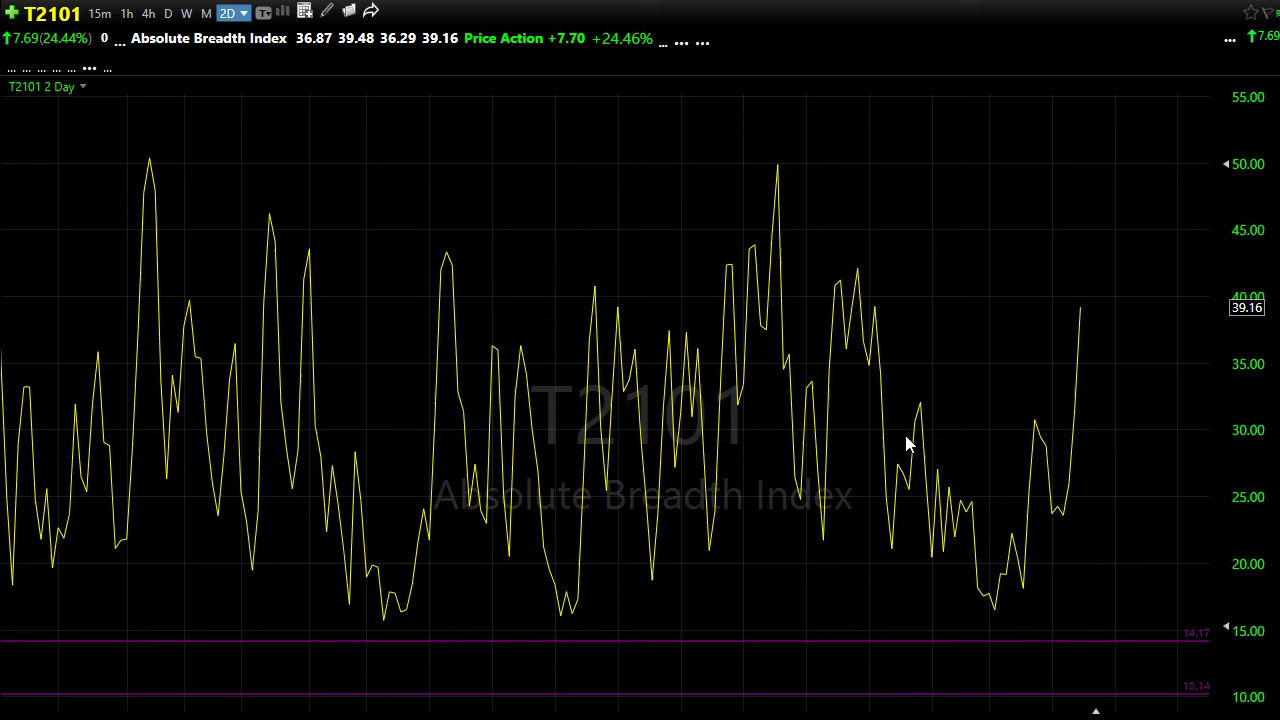 T2101 15m 1h 4h D W M 2D
7.69(24.44%) 0 ... Absolute Breadth Index 36.87 39.48 36.29 39.16 Price Action +7.70 +24.46% ... ... ... ... 7.69
... ... ... ... ... ... ...
T2101 2 Day
55.00
50.00
45.00
40.00
39.16
35.00
T2101
30.00
Absolute Breadth Index
25.00
20.00
14.17
15.00
10.14
10.00